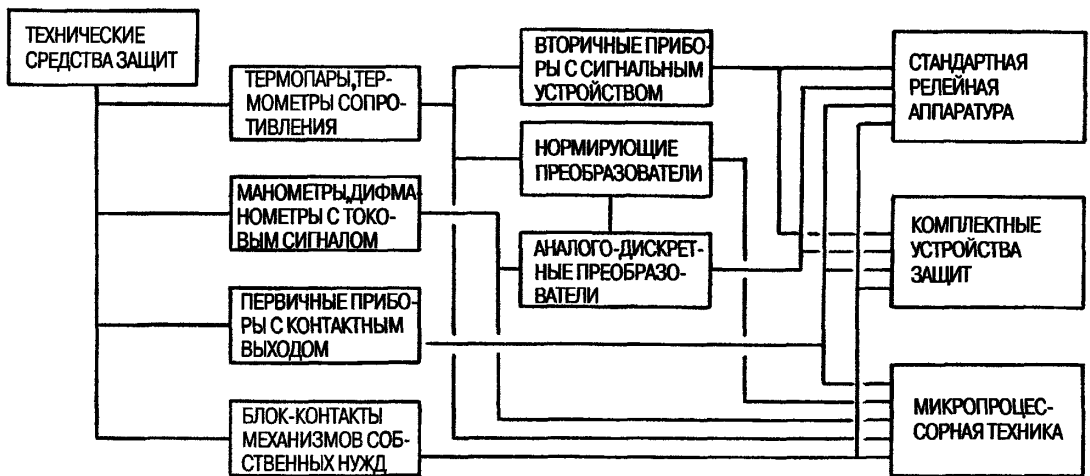 ТЕХНИЧЕСКИЕ
СРЕДСТВА ЗАЩИТ
ТЕРМОПАРЫ,ТЕР-
МОМЕТРЫ СОПРО-
ТИВЛЕНИЯ
МАНОМЕТРЫ,ДИФМА-
НОМЕТРЫ С ТОКО-
ВЫМ СИГНАЛОМ
ПЕРВИЧНЫЕ ПРИБО-
РЫ С КОНТАКТНЫМ
ВЫХОДОМ
БЛОК-КОНТАКТЫ
МЕХАНИЗМОВ СОБ-
СТВЕННЫХ НУЖД
ВТОРИЧНЫЕ ПРИБО-
РЫ С СИГНАЛЬНЫМ
УСТРОЙСТВОМ
НОРМИРУЮЩИЕ
ПРЕОБРАЗОВАТЕЛИ
АНАЛОГО-ДИСКРЕТ-
НЫЕ ПРЕОБРАЗО-
ВАТЕЛИ
СТАНДАРТНАЯ
РЕЛЕЙНАЯ
АППАРАТУРА
КОМПЛЕКТНЫЕ
УСТРОЙСТВА
ЗАЩИТ
МИКРОПРОЦЕС-
СОРНАЯ ТЕХНИКА